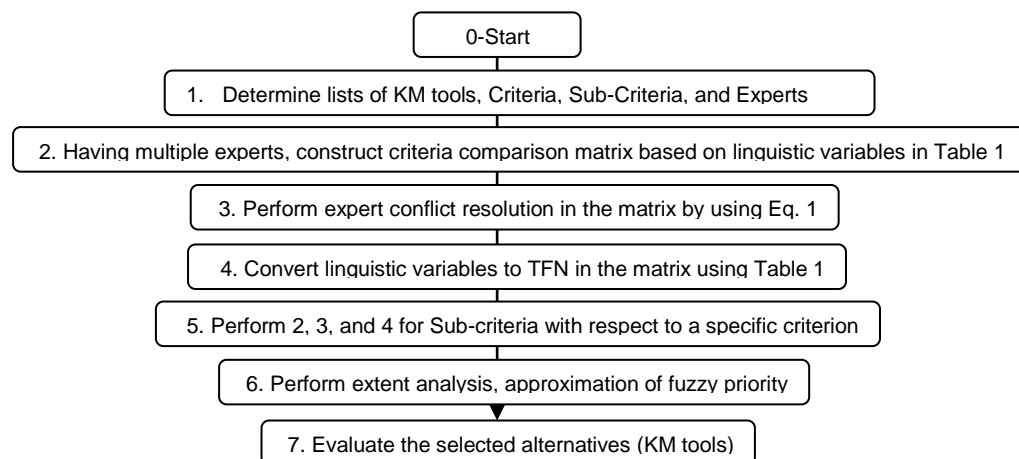 0-Start
1. Determine lists of KM tools, Criteria, Sub-Criteria, and Experts
2. Having multiple experts, construct criteria comparison matrix based on linguistic variables in Table 1
3. Perform expert conflict resolution in the matrix by using Eq. 1
4. Convert linguistic variables to TFN in the matrix using Table 1
5. Perform 2, 3, and 4 for Sub-criteria with respect to a specific criterion
6. Perform extent analysis, approximation of fuzzy priority
7. Evaluate the selected alternatives (KM tools)